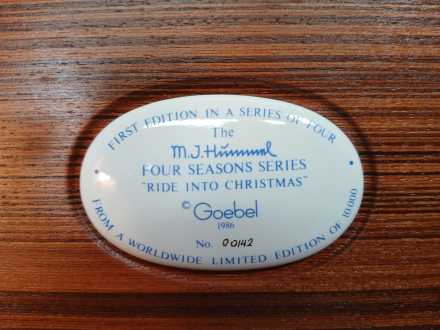 FIRST EDITION IN A SERIES OF FOUR
The
M.J. Hummel
FOUR SEASONS SERIES
"RIDE INTO CHRISTMAS"
© Goebel
1986
No. 00142
FROM A WORLDWIDE LIMITED EDITION OF 10,000